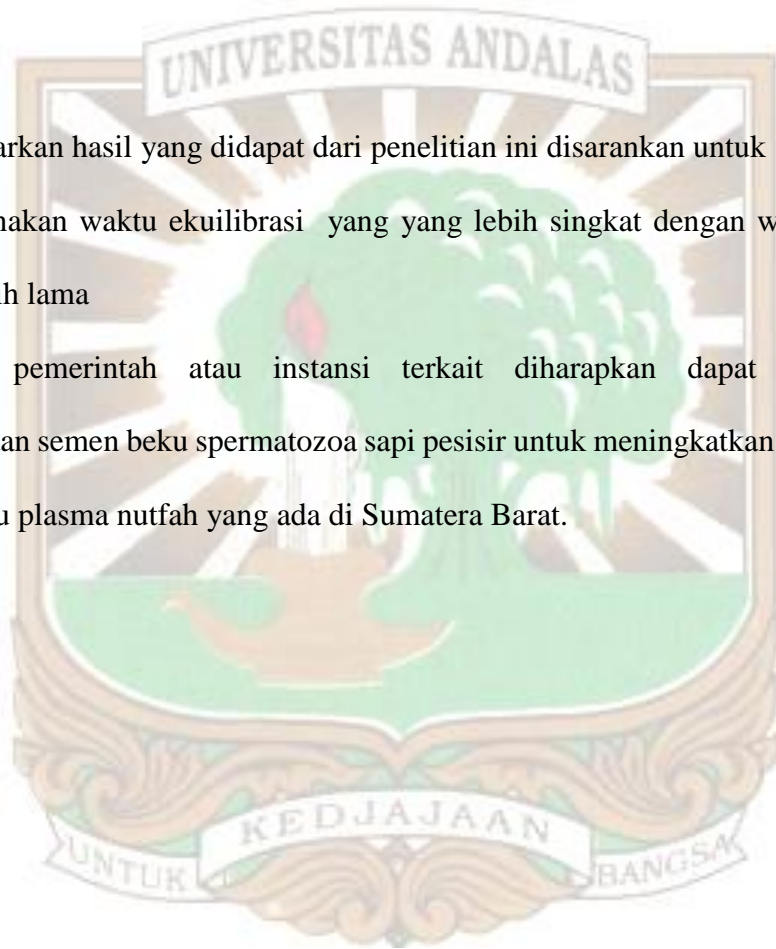 UNIVERSITAS ANDALAS
arkan hasil yang didapat dari penelitian ini disarankan untuk
nakan waktu ekuilibrasi yang yang lebih singkat dengan w
ih lama
pemerintah atau instansi terkait diharapkan dapat
an semen beku spermatozoa sapi pesisir untuk meningkatkan
u plasma nutfah yang ada di Sumatera Barat.
UNTUK KEDJAJAAN BANGSA